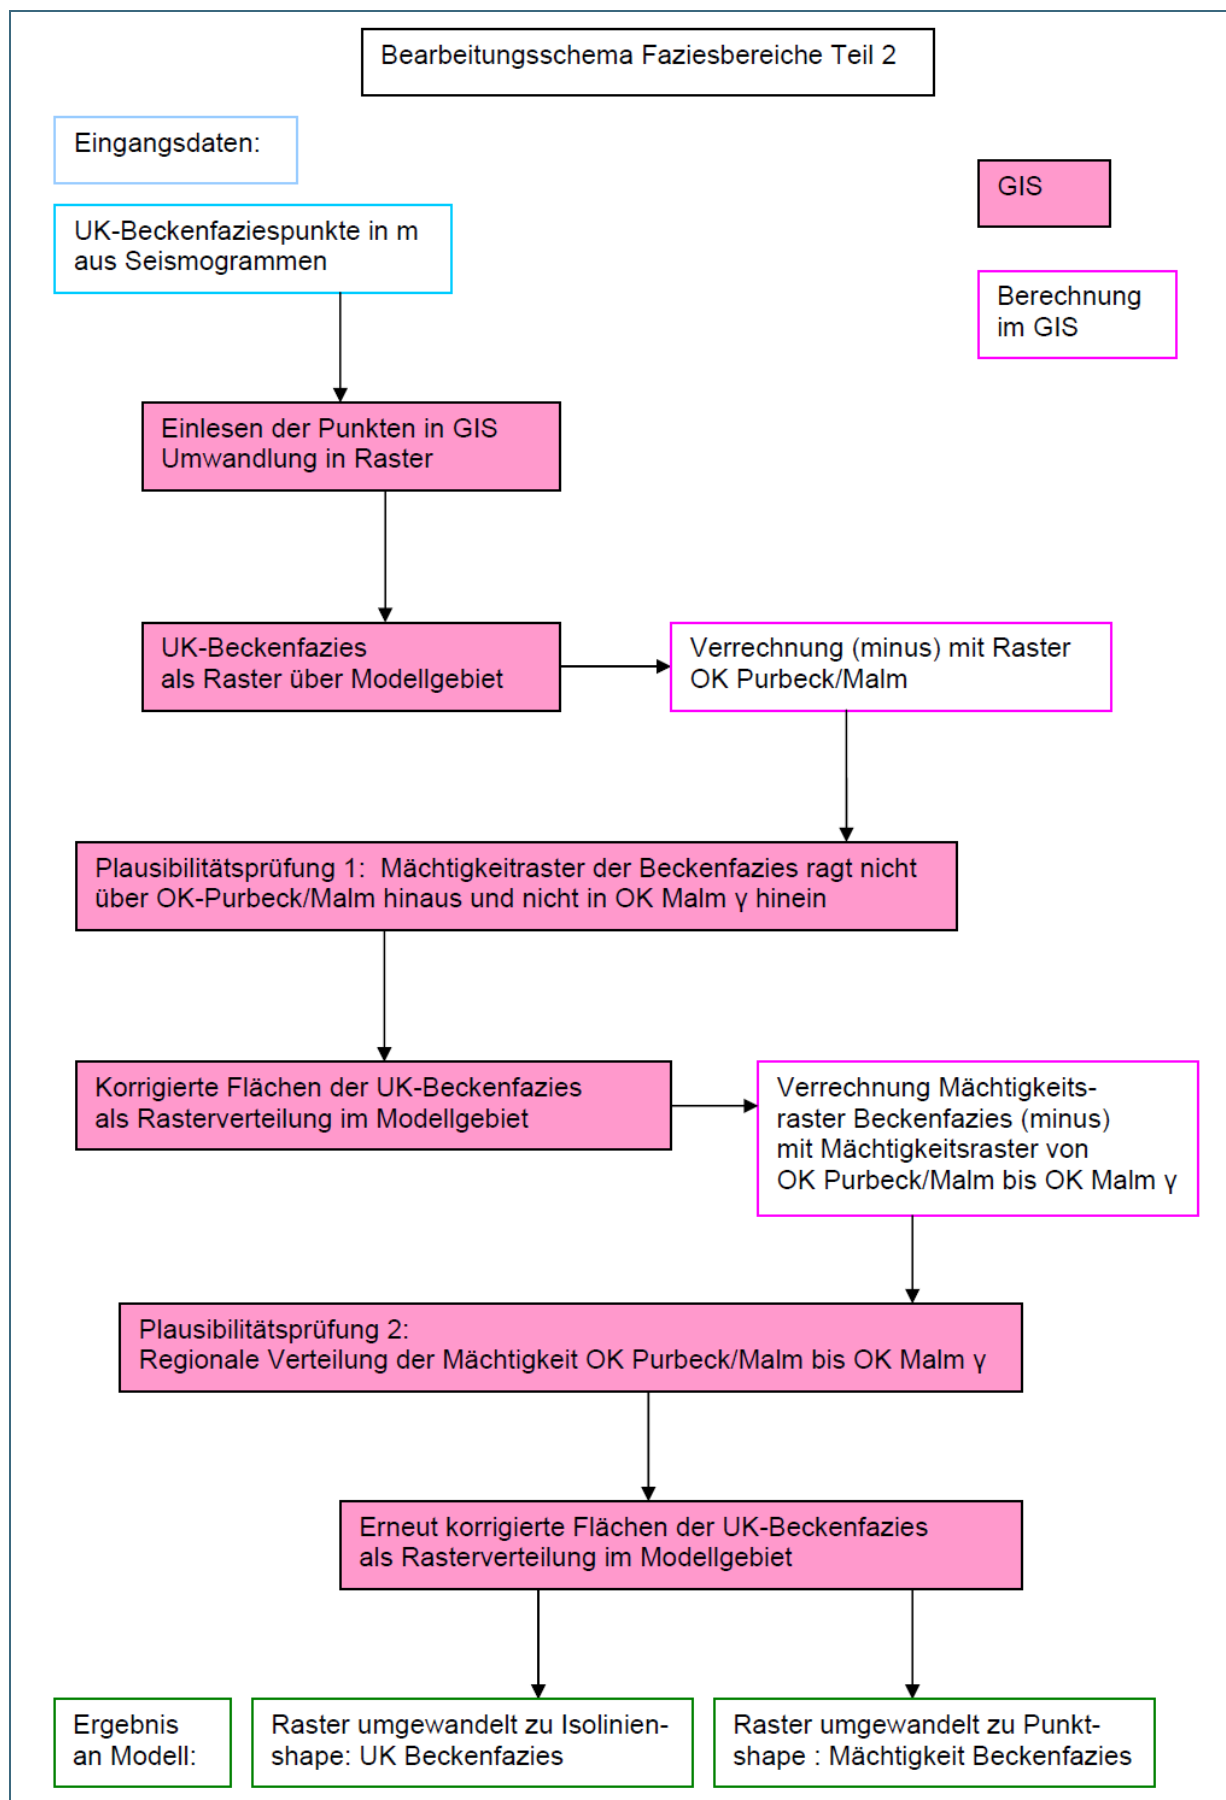 Bearbeitungsschema Faziesbereiche Teil 2
Eingangsdaten:
GIS
UK-Beckenfaziespunkte in m
aus Seismogrammen
Berechnung
im GIS
Einlesen der Punkten in GIS
Umwandlung in Raster
UK-Beckenfazies
als Raster über Modellgebiet
Verrechnung (minus) mit Raster
OK Purbeck/Malm
Plausibilitätsprüfung 1:  Mächtigkeitraster der Beckenfazies ragt nicht
über OK-Purbeck/Malm hinaus und nicht in OK Malm γ hinein
Korrigierte Flächen der UK-Beckenfazies
als Rasterverteilung im Modellgebiet
Verrechnung Mächtigkeits-
raster Beckenfazies (minus)
mit Mächtigkeitsraster von
OK Purbeck/Malm bis OK Malm γ
Plausibilitätsprüfung 2:
Regionale Verteilung der Mächtigkeit OK Purbeck/Malm bis OK Malm γ
Erneut korrigierte Flächen der UK-Beckenfazies
als Rasterverteilung im Modellgebiet
Ergebnis
an Modell:
Raster umgewandelt zu Isolinien-
shape: UK Beckenfazies
Raster umgewandelt zu Punkt-
shape : Mächtigkeit Beckenfazies